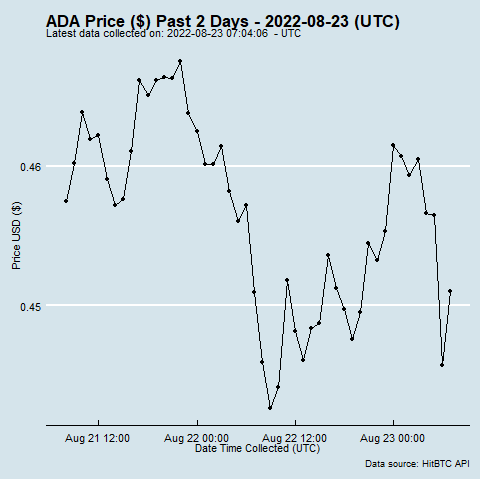 ADA Price ($) Past 2 Days - 2022-08-23 (UTC)
Latest data collected on: 2022-08-23 07:04:06  - UTC
Price USD ($)
0.46
0.45
Aug 21 12:00 Aug 22 00:00 Aug 22 12:00 Aug 23 00:00
Date Time Collected (UTC)
Data source: HitBTC API